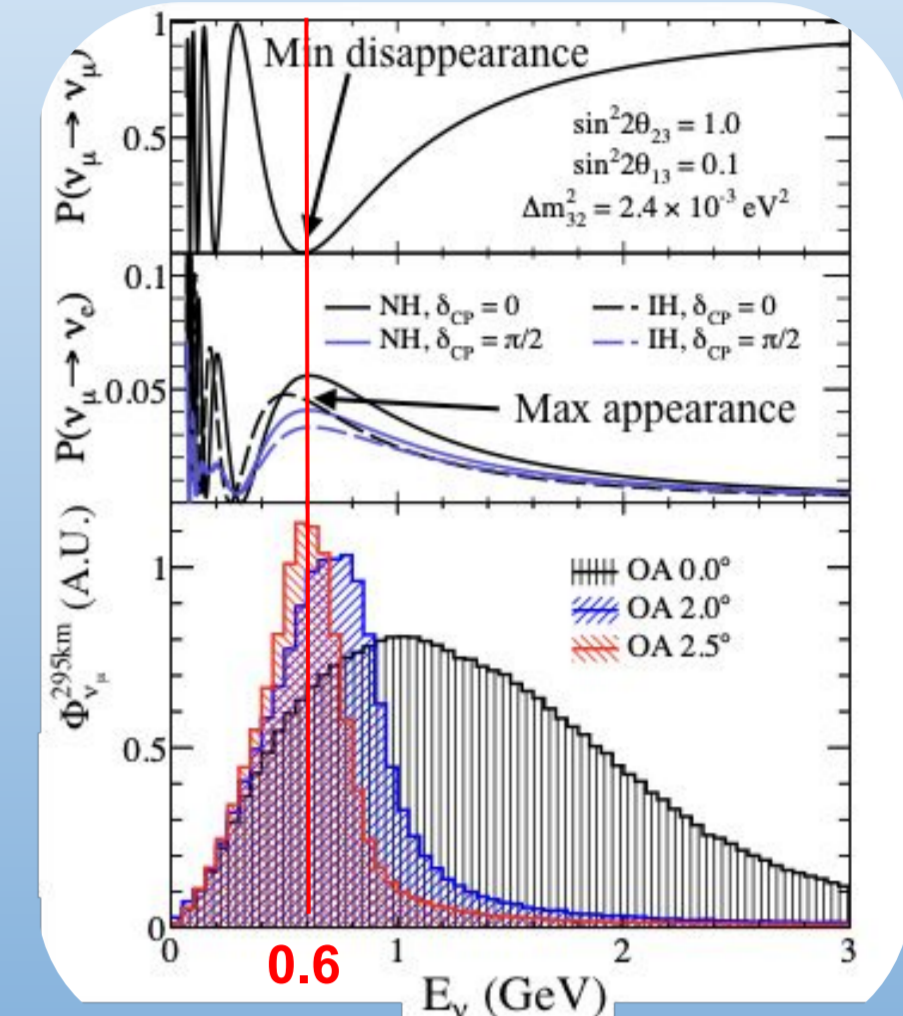 P(νμ → νμ)
1
0.5
Min disappearance
sin²2θ₂₃ = 1.0
sin²2θ₁₃ = 0.1
Δm²₃₂ = 2.4 × 10⁻³ eV²
P(νμ → νe)
0.1
0.05
NH, δCP = 0
IH, δCP = 0
NH, δCP = π/2
IH, δCP = π/2
Max appearance
Φνμ²⁹⁵ᵏᵐ (A.U.)
1
0.5
0
OA 0.0°
OA 2.0°
OA 2.5°
0 1 2 3
0.6
Eν (GeV)